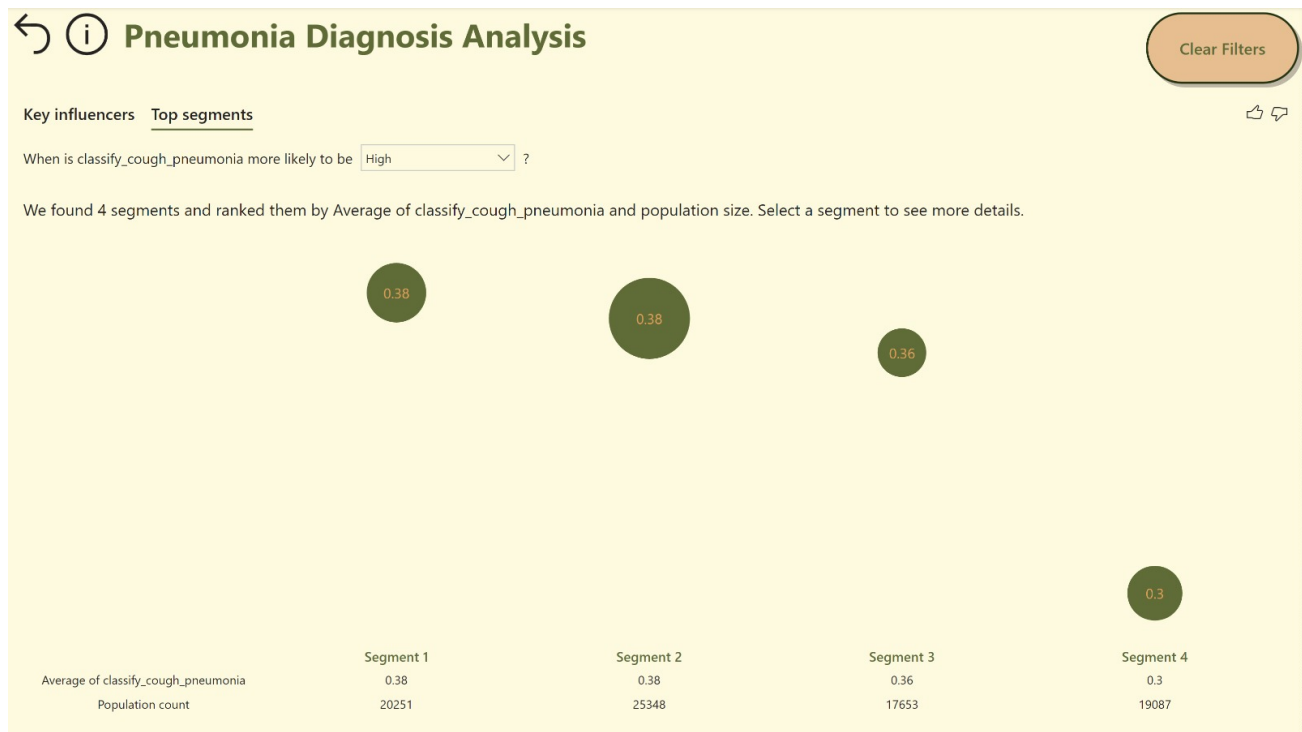 Pneumonia Diagnosis Analysis
Clear Filters
Key influencers Top segments
When is classify_cough_pneumonia more likely to be High ?
We found 4 segments and ranked them by Average of classify_cough_pneumonia and population size. Select a segment to see more details.
0.38
0.38
0.36
0.3
Segment 1 Segment 2 Segment 3 Segment 4
Average of classify_cough_pneumonia 0.38 0.38 0.36 0.3
Population count 20251 25348 17653 19087